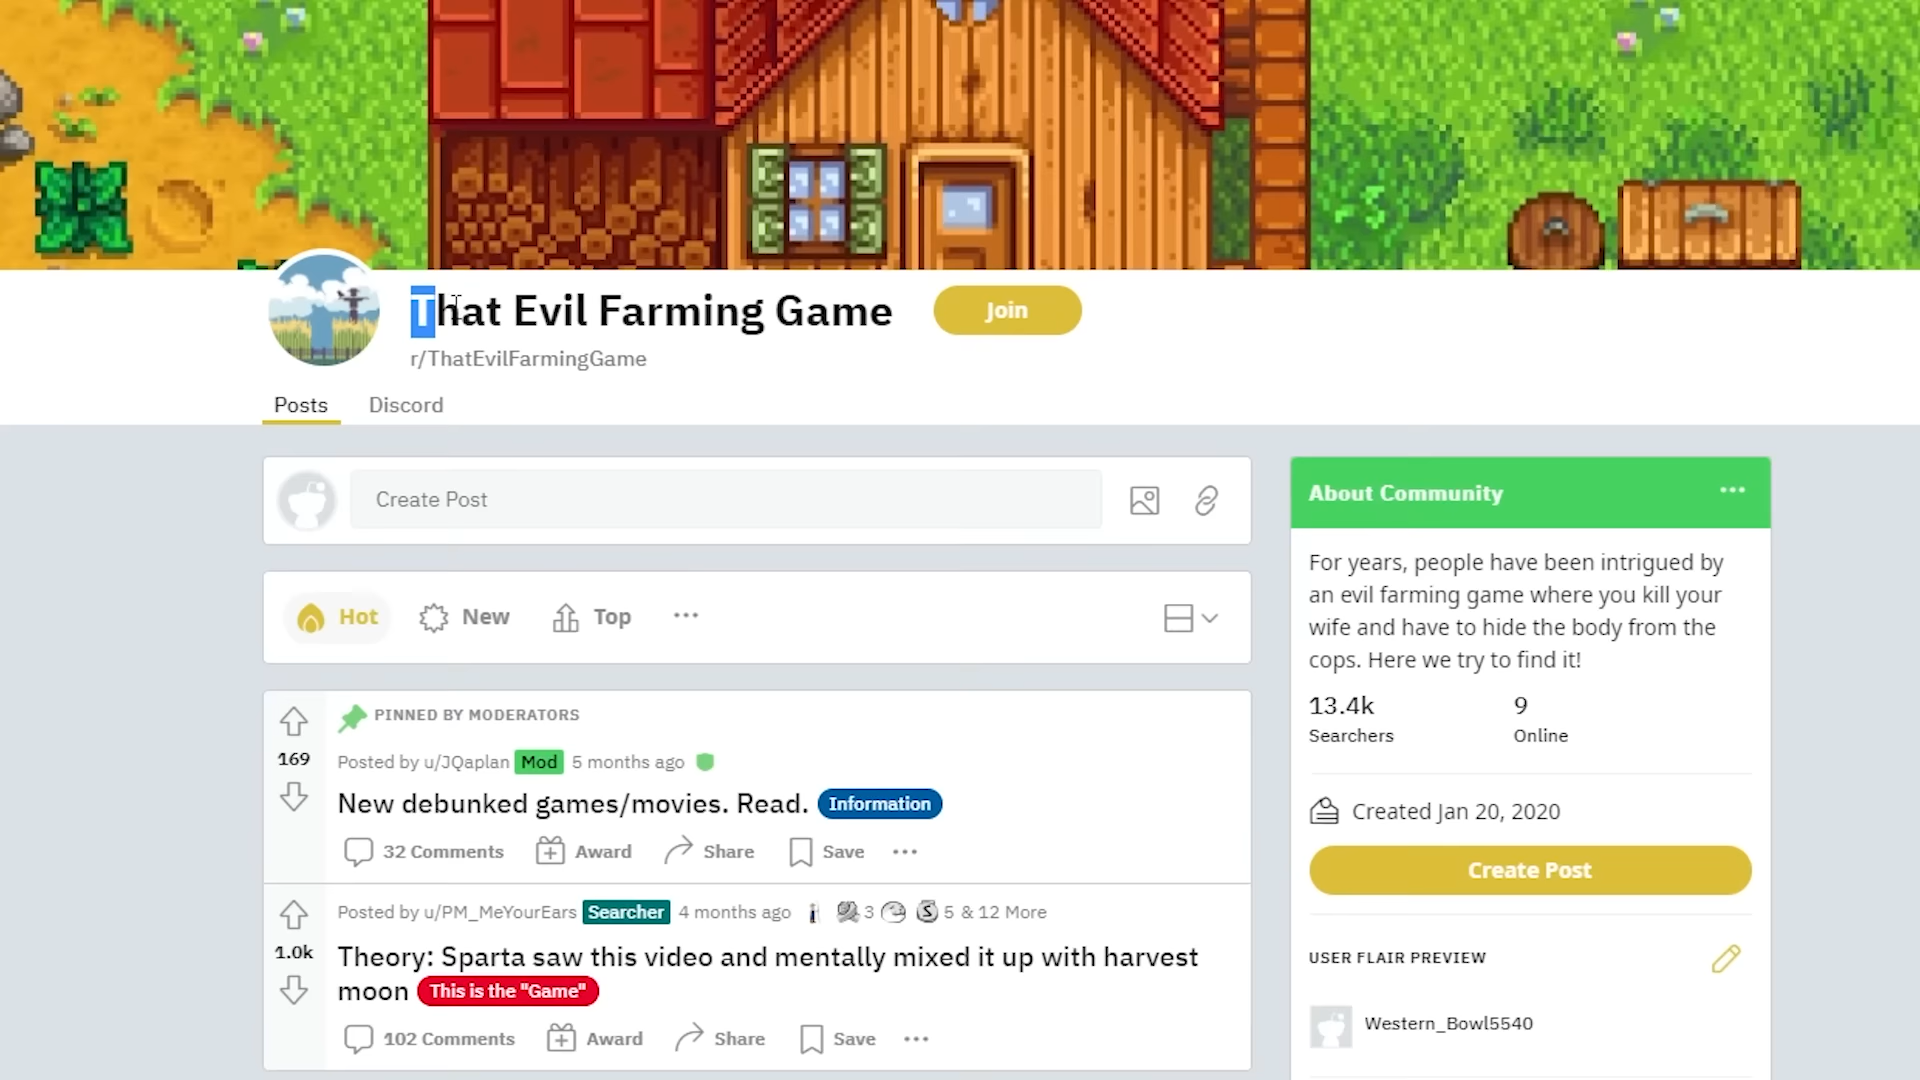 That Evil Farming Game
Join
r/ThatEvilFarmingGame
Posts
Discord
Create Post
Hot
New
Top
PINNED BY MODERATORS
169
Posted by u/JQaplan Mod 5 months ago
New debunked games/movies. Read. Information
32 Comments Award Share Save
Posted by u/PM_MeYourEars Searcher 4 months ago 3 S 5 & 12 More
1.0k
Theory: Sparta saw this video and mentally mixed it up with harvest
moon This is the "Game"
102 Comments Award Share Save
About Community
For years, people have been intrigued by
an evil farming game where you kill your
wife and have to hide the body from the
cops. Here we try to find it!
13.4k 9
Searchers Online
Created Jan 20, 2020
Create Post
USER FLAIR PREVIEW
Western_Bowl5540